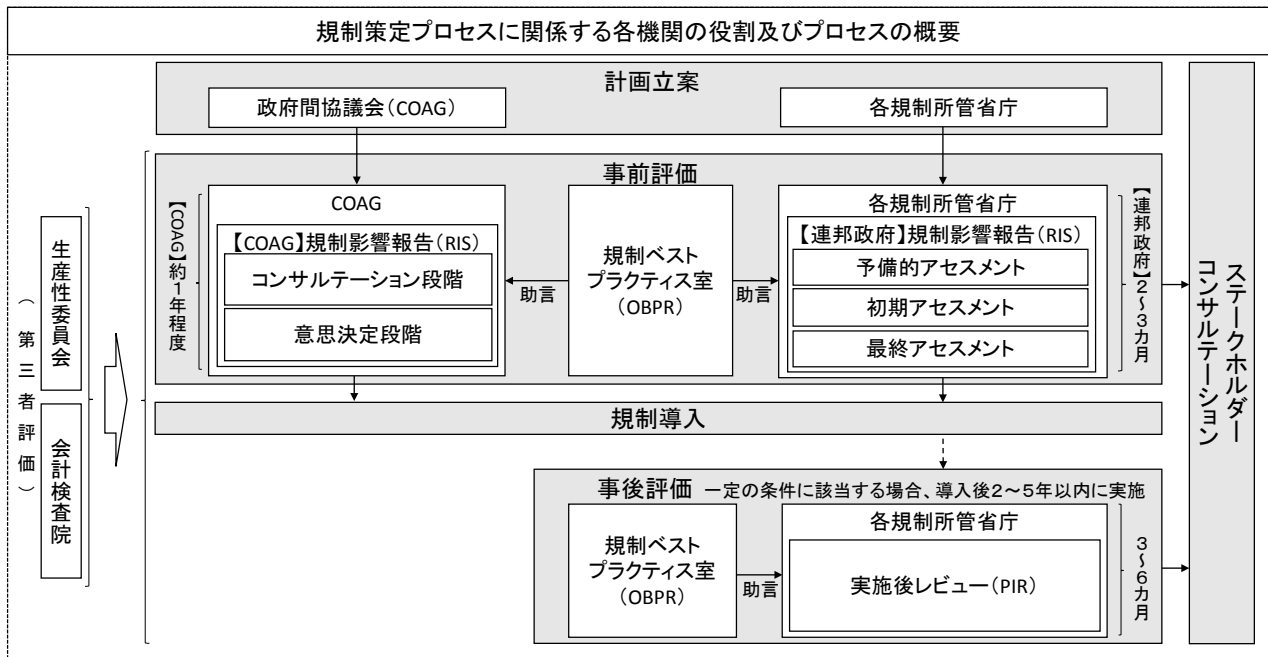 規制策定プロセスに関係する各機関の役割及びプロセスの概要
計画立案
政府間協議会(COAG)
各規制所管省庁
事前評価
【COAG】約1年程度
COAG
【COAG】規制影響報告(RIS)
コンサルテーション段階
意思決定段階
助言
規制ベスト
プラクティス室
(OBPR)
助言
各規制所管省庁
【連邦政府】規制影響報告(RIS)
予備的アセスメント
初期アセスメント
最終アセスメント
【連邦政府】2~3カ月
規制導入
事後評価 一定の条件に該当する場合、導入後2~5年以内に実施
規制ベスト
プラクティス室
(OBPR)
助言
各規制所管省庁
実施後レビュー(PIR)
3~6カ月
ステークホルダー
コンサルテーション
(第三者評価)
生産性委員会
会計検査院